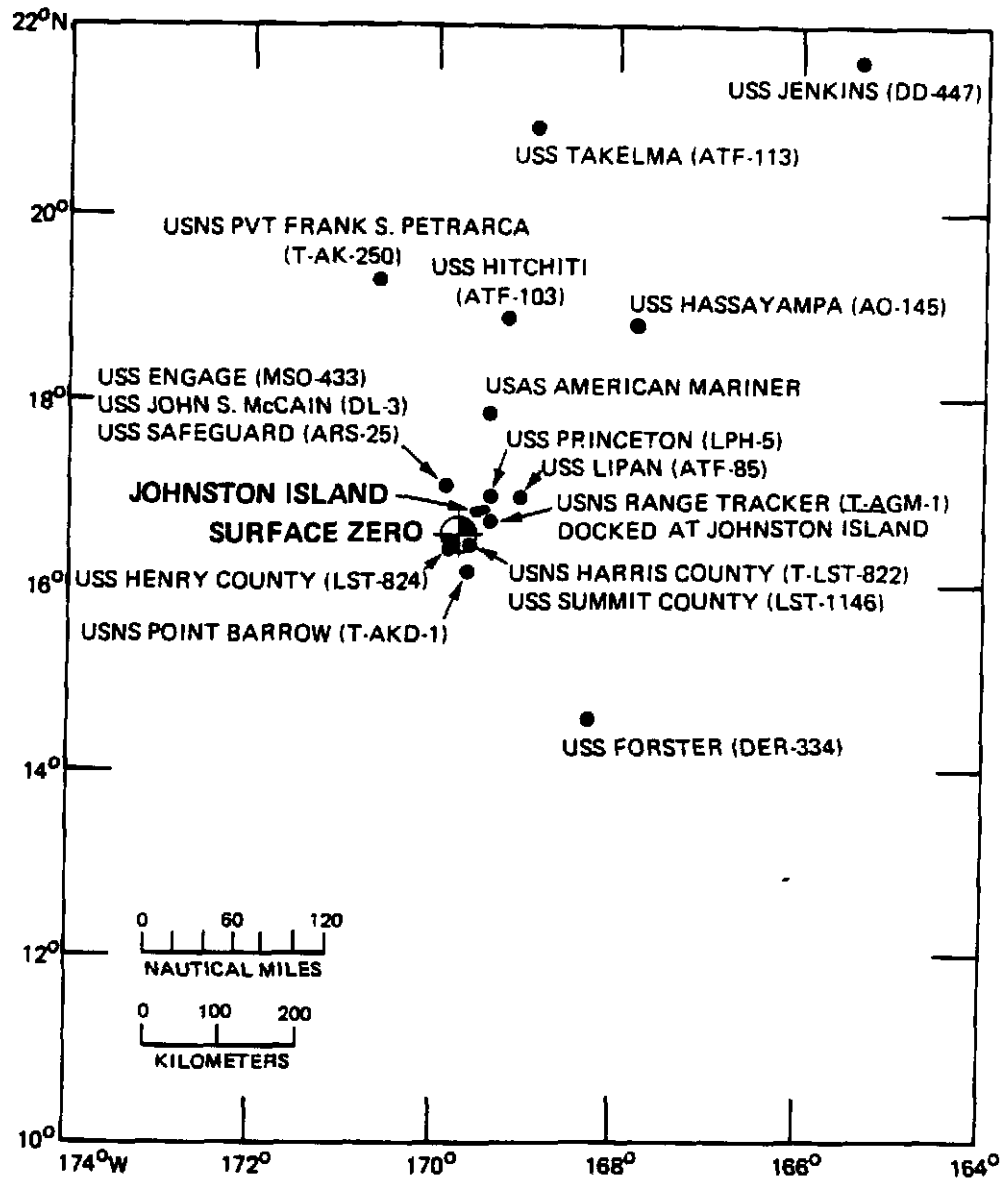 22°N
USS JENKINS (DD-447)
USS TAKELMA (ATF-113)
20°
USNS PVT FRANK S. PETRARCA
(T-AK-250)
USS HITCHITI
(ATF-103)
USS HASSAYAMPA (AO-145)
USS ENGAGE (MSO-433)
USS JOHN S. McCAIN (DL-3)
USS SAFEGUARD (ARS-25)
18°
USAS AMERICAN MARINER
USS PRINCETON (LPH-5)
USS LIPAN (ATF-85)
JOHNSTON ISLAND
USNS RANGE TRACKER (T-AGM-1)
DOCKED AT JOHNSTON ISLAND
SURFACE ZERO
16°
USS HENRY COUNTY (LST-824)
USNS HARRIS COUNTY (T-LST-822)
USS SUMMIT COUNTY (LST-1146)
USNS POINT BARROW (T-AKD-1)
USS FORSTER (DER-334)
14°
0 60 120
NAUTICAL MILES
12°
0 100 200
KILOMETERS
10°
174°W 172° 170° 168° 166° 164°